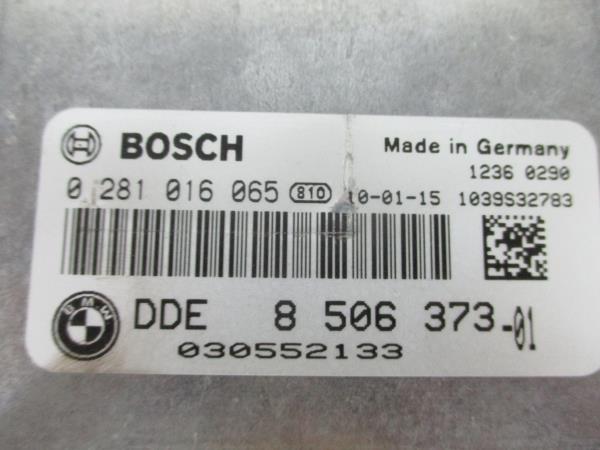 BOSCH Made in Germany
1236 0290
0 281 016 065 810 10-01-15 1039S32783
BMW DDE 8 506 373-01
030552133